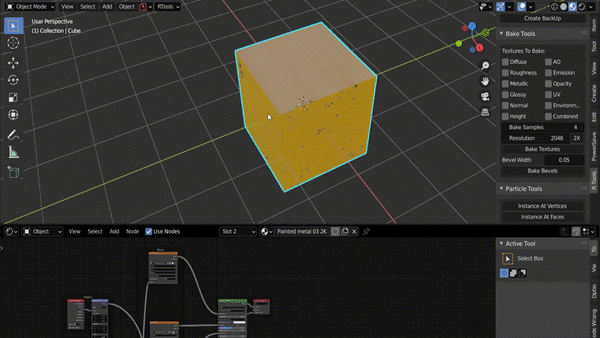 Object Mode View Select Add Object RTools
User Perspective
(1) Collection | Cube
Create BackUp
Bake Tools
Textures To Bake:
Diffuse AO
Roughness Emission
Metallic Opacity
Glossy UV
Normal Environm...
Height Combined
Bake Samples 4
Resolution 2048 2X
Bake Textures
Bevel Width 0.05
Bake Bevels
Particle Tools
Instance At Vertices
Instance At Faces
Item
Tool
View
Create
Edit
PowerSave
R Tools
Object View Select Add Node Use Nodes Slot 2 Painted metal 03 2K
Active Tool
Select Box
To
Vie
Optio
ode Wrang